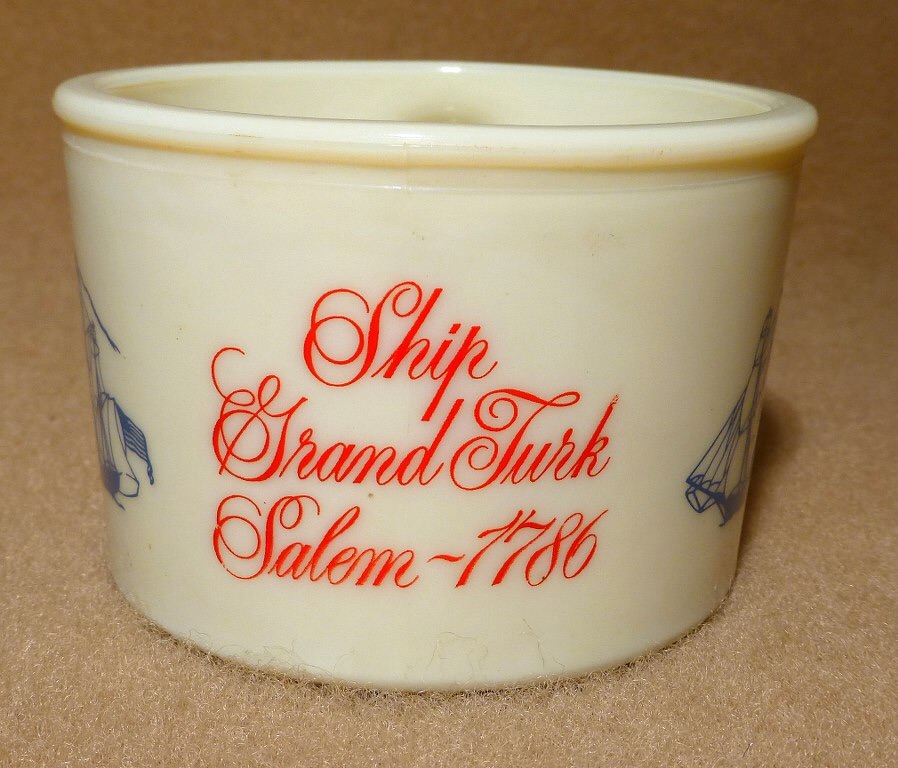 Ship
Grand Turk
Salem ~ 1786